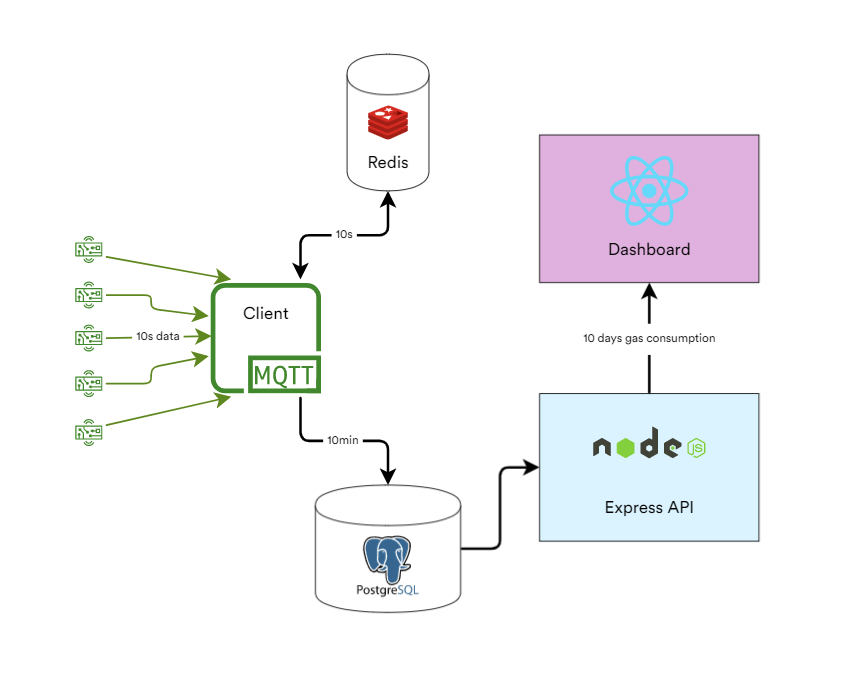 Redis
10s
Dashboard
Client
10s data
10 days gas consumption
MQTT
10min
node
JS
Express API
PostgreSQL